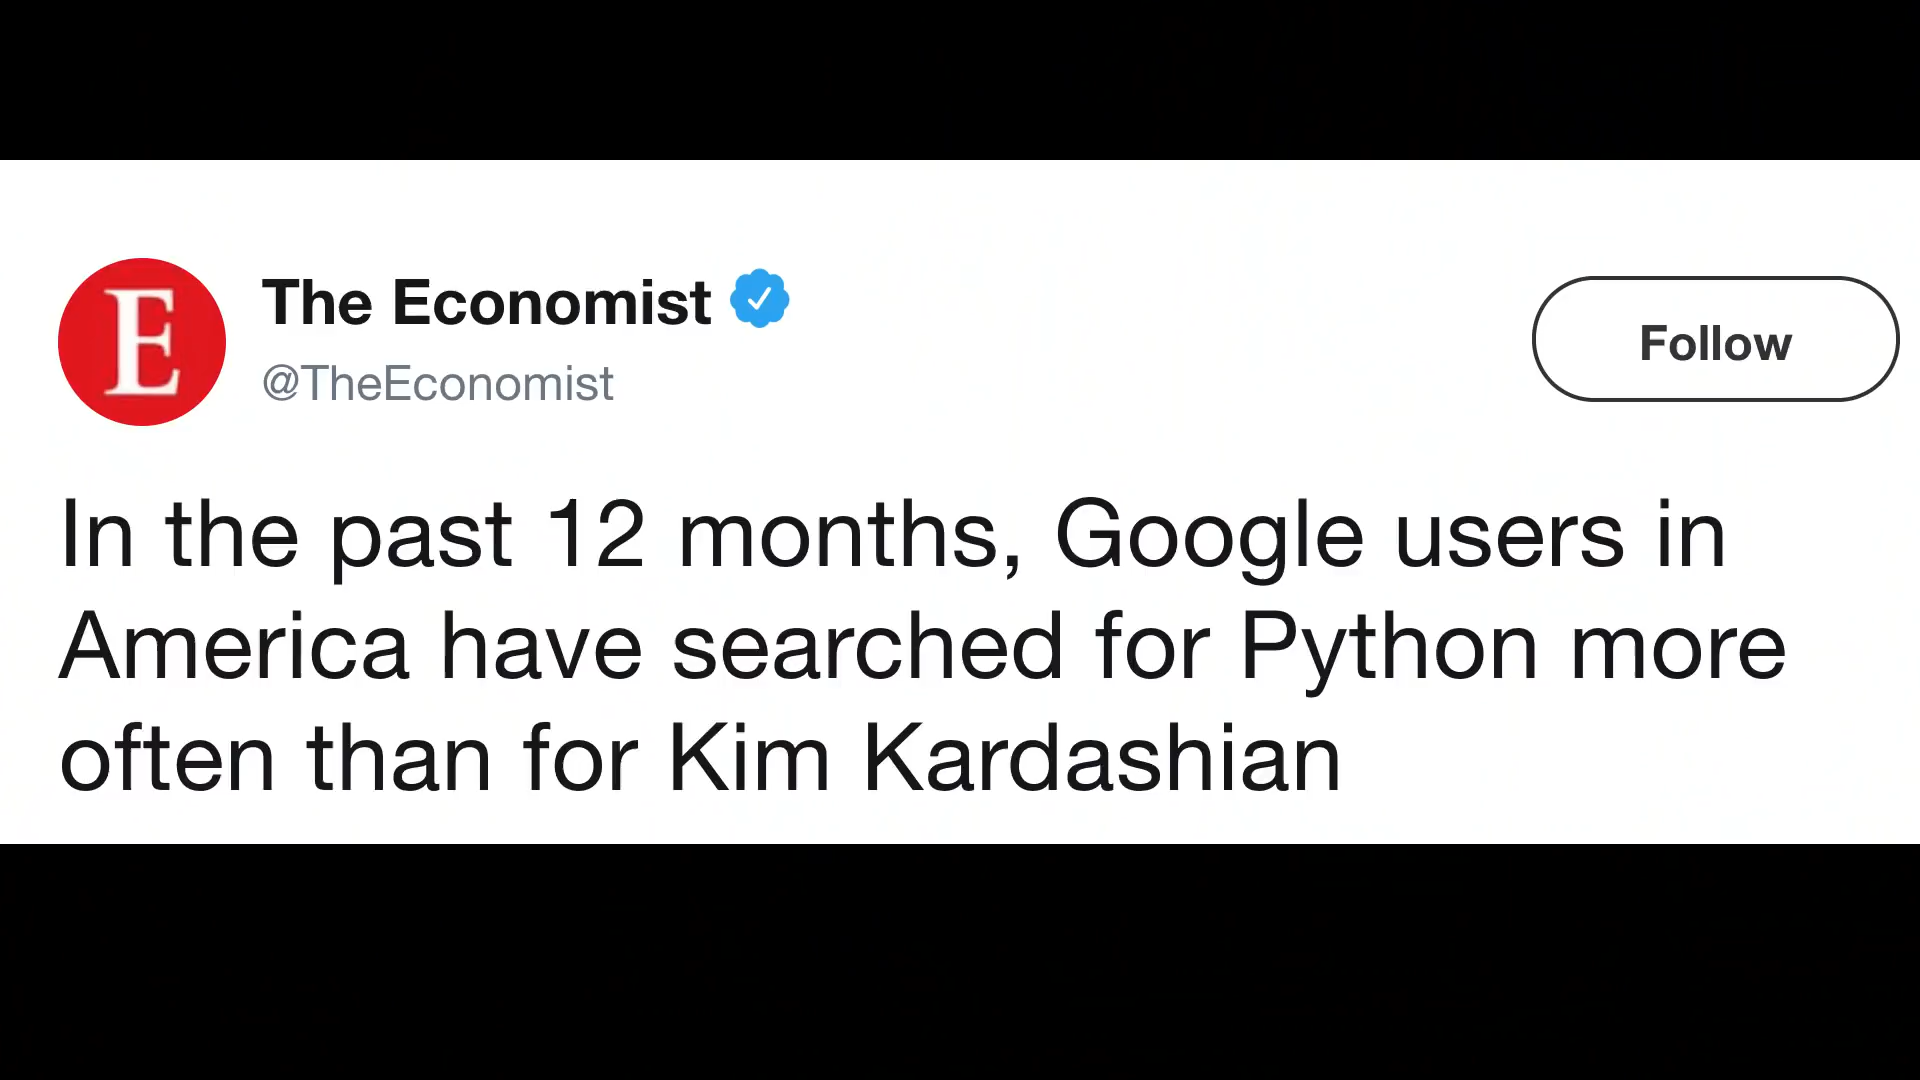 E
The Economist
@TheEconomist
Follow
In the past 12 months, Google users in
America have searched for Python more
often than for Kim Kardashian